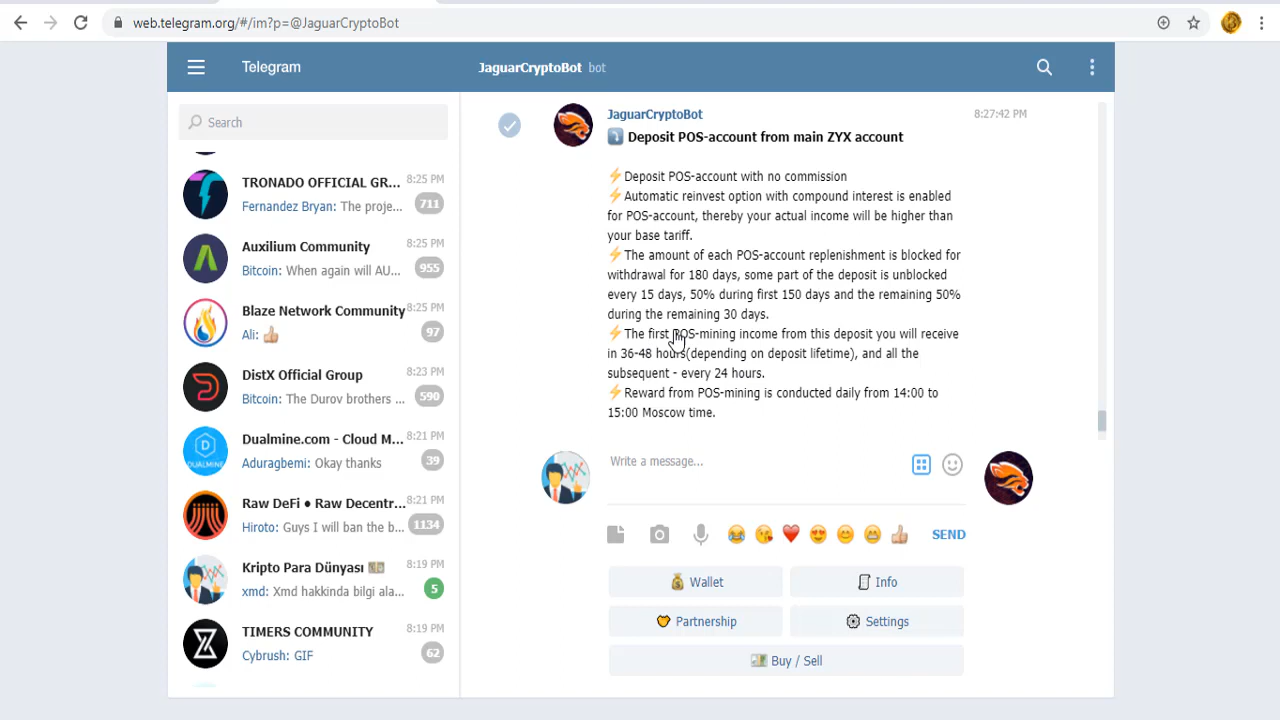 web.telegram.org/#/im?p=@JaguarCryptoBot
Telegram
JaguarCryptoBot bot
Search
TRONADO OFFICIAL GR... 8:25 PM
Fernandez Bryan: The proje... 711
Auxilium Community 8:25 PM
Bitcoin: When again will AU... 955
Blaze Network Community 8:25 PM
Ali: 👍 97
DistX Official Group 8:23 PM
Bitcoin: The Durov brothers ... 590
Dualmine.com - Cloud M... 8:21 PM
Aduragbemi: Okay thanks 39
Raw DeFi ● Raw Decentr... 8:21 PM
Hiroto: Guys I will ban the b... 1134
Kripto Para Dünyası 💵 8:19 PM
xmd: Xmd hakkinda bilgi ala... 5
TIMERS COMMUNITY 8:19 PM
Cybrush: GIF 62
JaguarCryptoBot 8:27:42 PM
⤵️ Deposit POS-account from main ZYX account
⚡Deposit POS-account with no commission
⚡Automatic reinvest option with compound interest is enabled
for POS-account, thereby your actual income will be higher than
your base tariff.
⚡The amount of each POS-account replenishment is blocked for
withdrawal for 180 days, some part of the deposit is unblocked
every 15 days, 50% during first 150 days and the remaining 50%
during the remaining 30 days.
⚡The first POS-mining income from this deposit you will receive
in 36-48 hours(depending on deposit lifetime), and all the
subsequent - every 24 hours.
⚡Reward from POS-mining is conducted daily from 14:00 to
15:00 Moscow time.
Write a message...
😂 😘 ❤️ 😍 😊 😁 👍 SEND
💰 Wallet
Info
Partnership
⚙️ Settings
💵 Buy / Sell